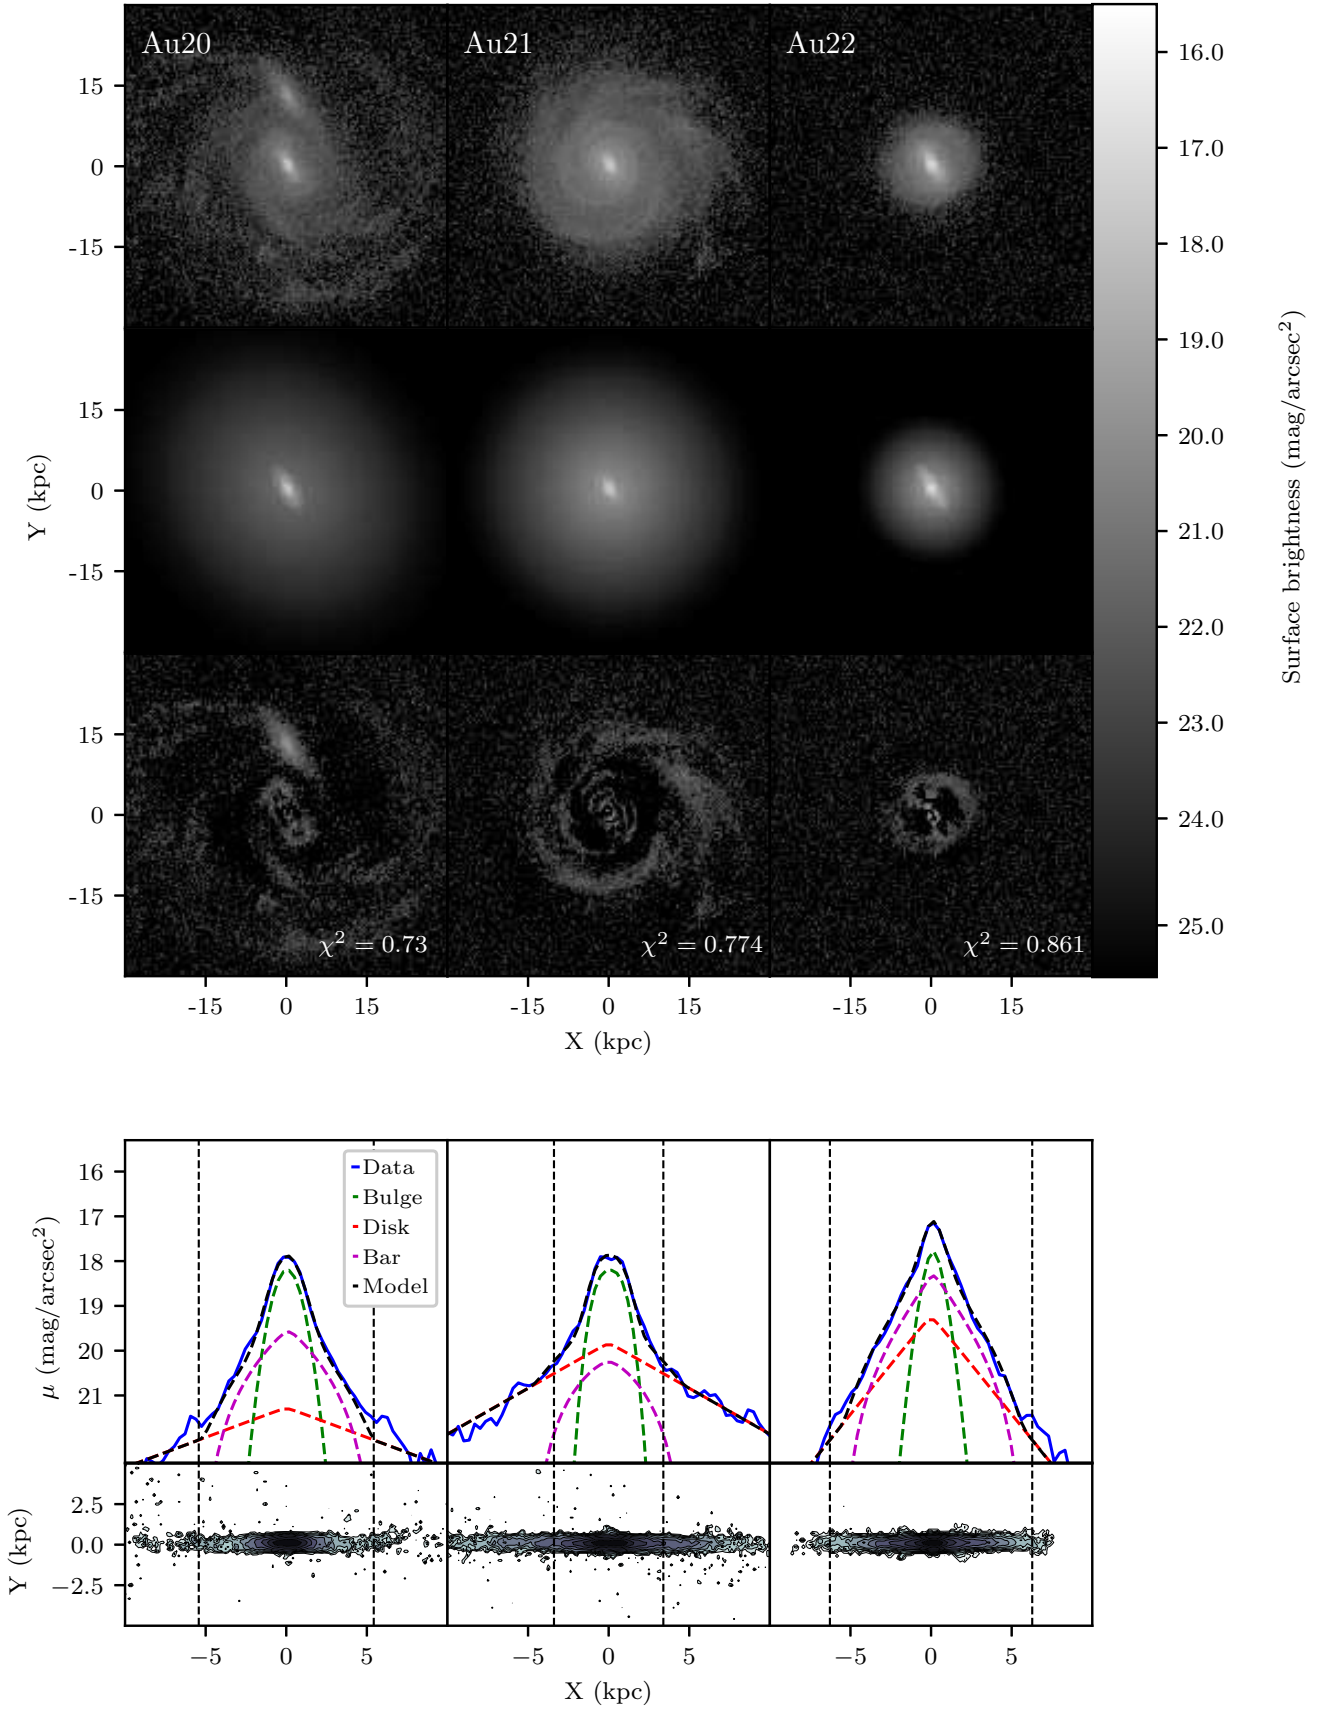 Au20 Au21 Au22
15
0
-15
15
0
-15
15
0
-15
Y (kpc)
χ² = 0.73 χ² = 0.774 χ² = 0.861
-15 0 15 -15 0 15 -15 0 15
X (kpc)
16.0
17.0
18.0
19.0
20.0
21.0
22.0
23.0
24.0
25.0
Surface brightness (mag/arcsec²)
16
17
18
19
20
21
μ (mag/arcsec²)
Data
Bulge
Disk
Bar
Model
2.5
0.0
−2.5
Y (kpc)
−5 0 5 −5 0 5 −5 0 5
X (kpc)